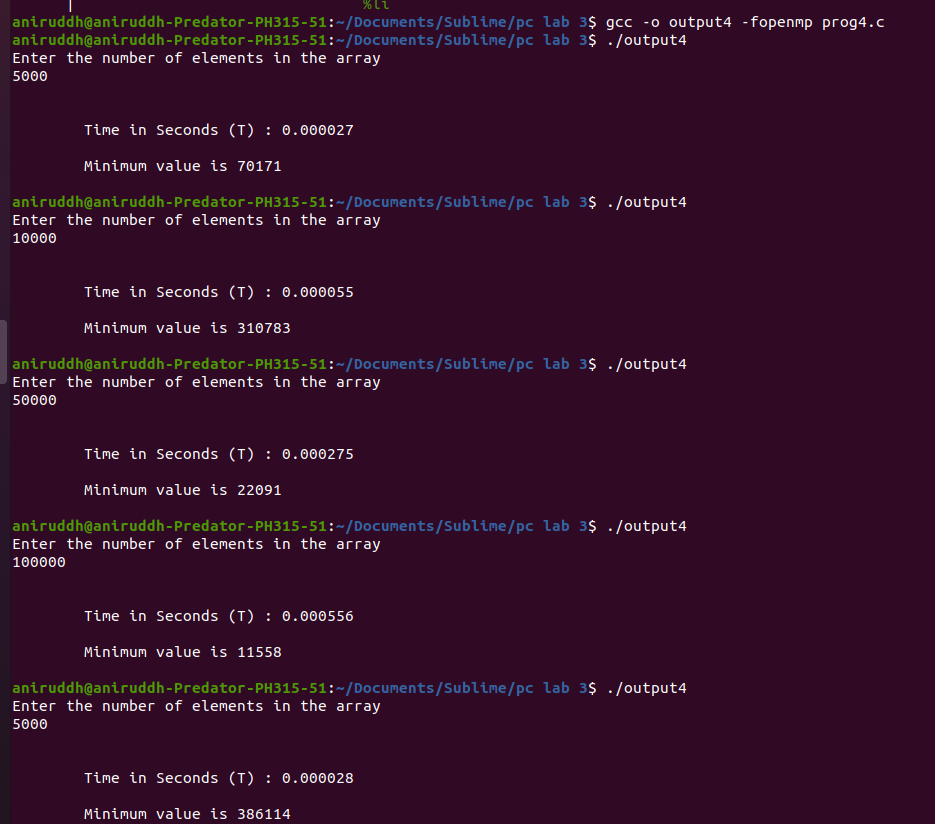 %li
aniruddh@aniruddh-Predator-PH315-51:~/Documents/Sublime/pc lab 3$ gcc -o output4 -fopenmp prog4.c
aniruddh@aniruddh-Predator-PH315-51:~/Documents/Sublime/pc lab 3$ ./output4
Enter the number of elements in the array
5000
Time in Seconds (T) : 0.000027
Minimum value is 70171
aniruddh@aniruddh-Predator-PH315-51:~/Documents/Sublime/pc lab 3$ ./output4
Enter the number of elements in the array
10000
Time in Seconds (T) : 0.000055
Minimum value is 310783
aniruddh@aniruddh-Predator-PH315-51:~/Documents/Sublime/pc lab 3$ ./output4
Enter the number of elements in the array
50000
Time in Seconds (T) : 0.000275
Minimum value is 22091
aniruddh@aniruddh-Predator-PH315-51:~/Documents/Sublime/pc lab 3$ ./output4
Enter the number of elements in the array
100000
Time in Seconds (T) : 0.000556
Minimum value is 11558
aniruddh@aniruddh-Predator-PH315-51:~/Documents/Sublime/pc lab 3$ ./output4
Enter the number of elements in the array
5000
Time in Seconds (T) : 0.000028
Minimum value is 386114